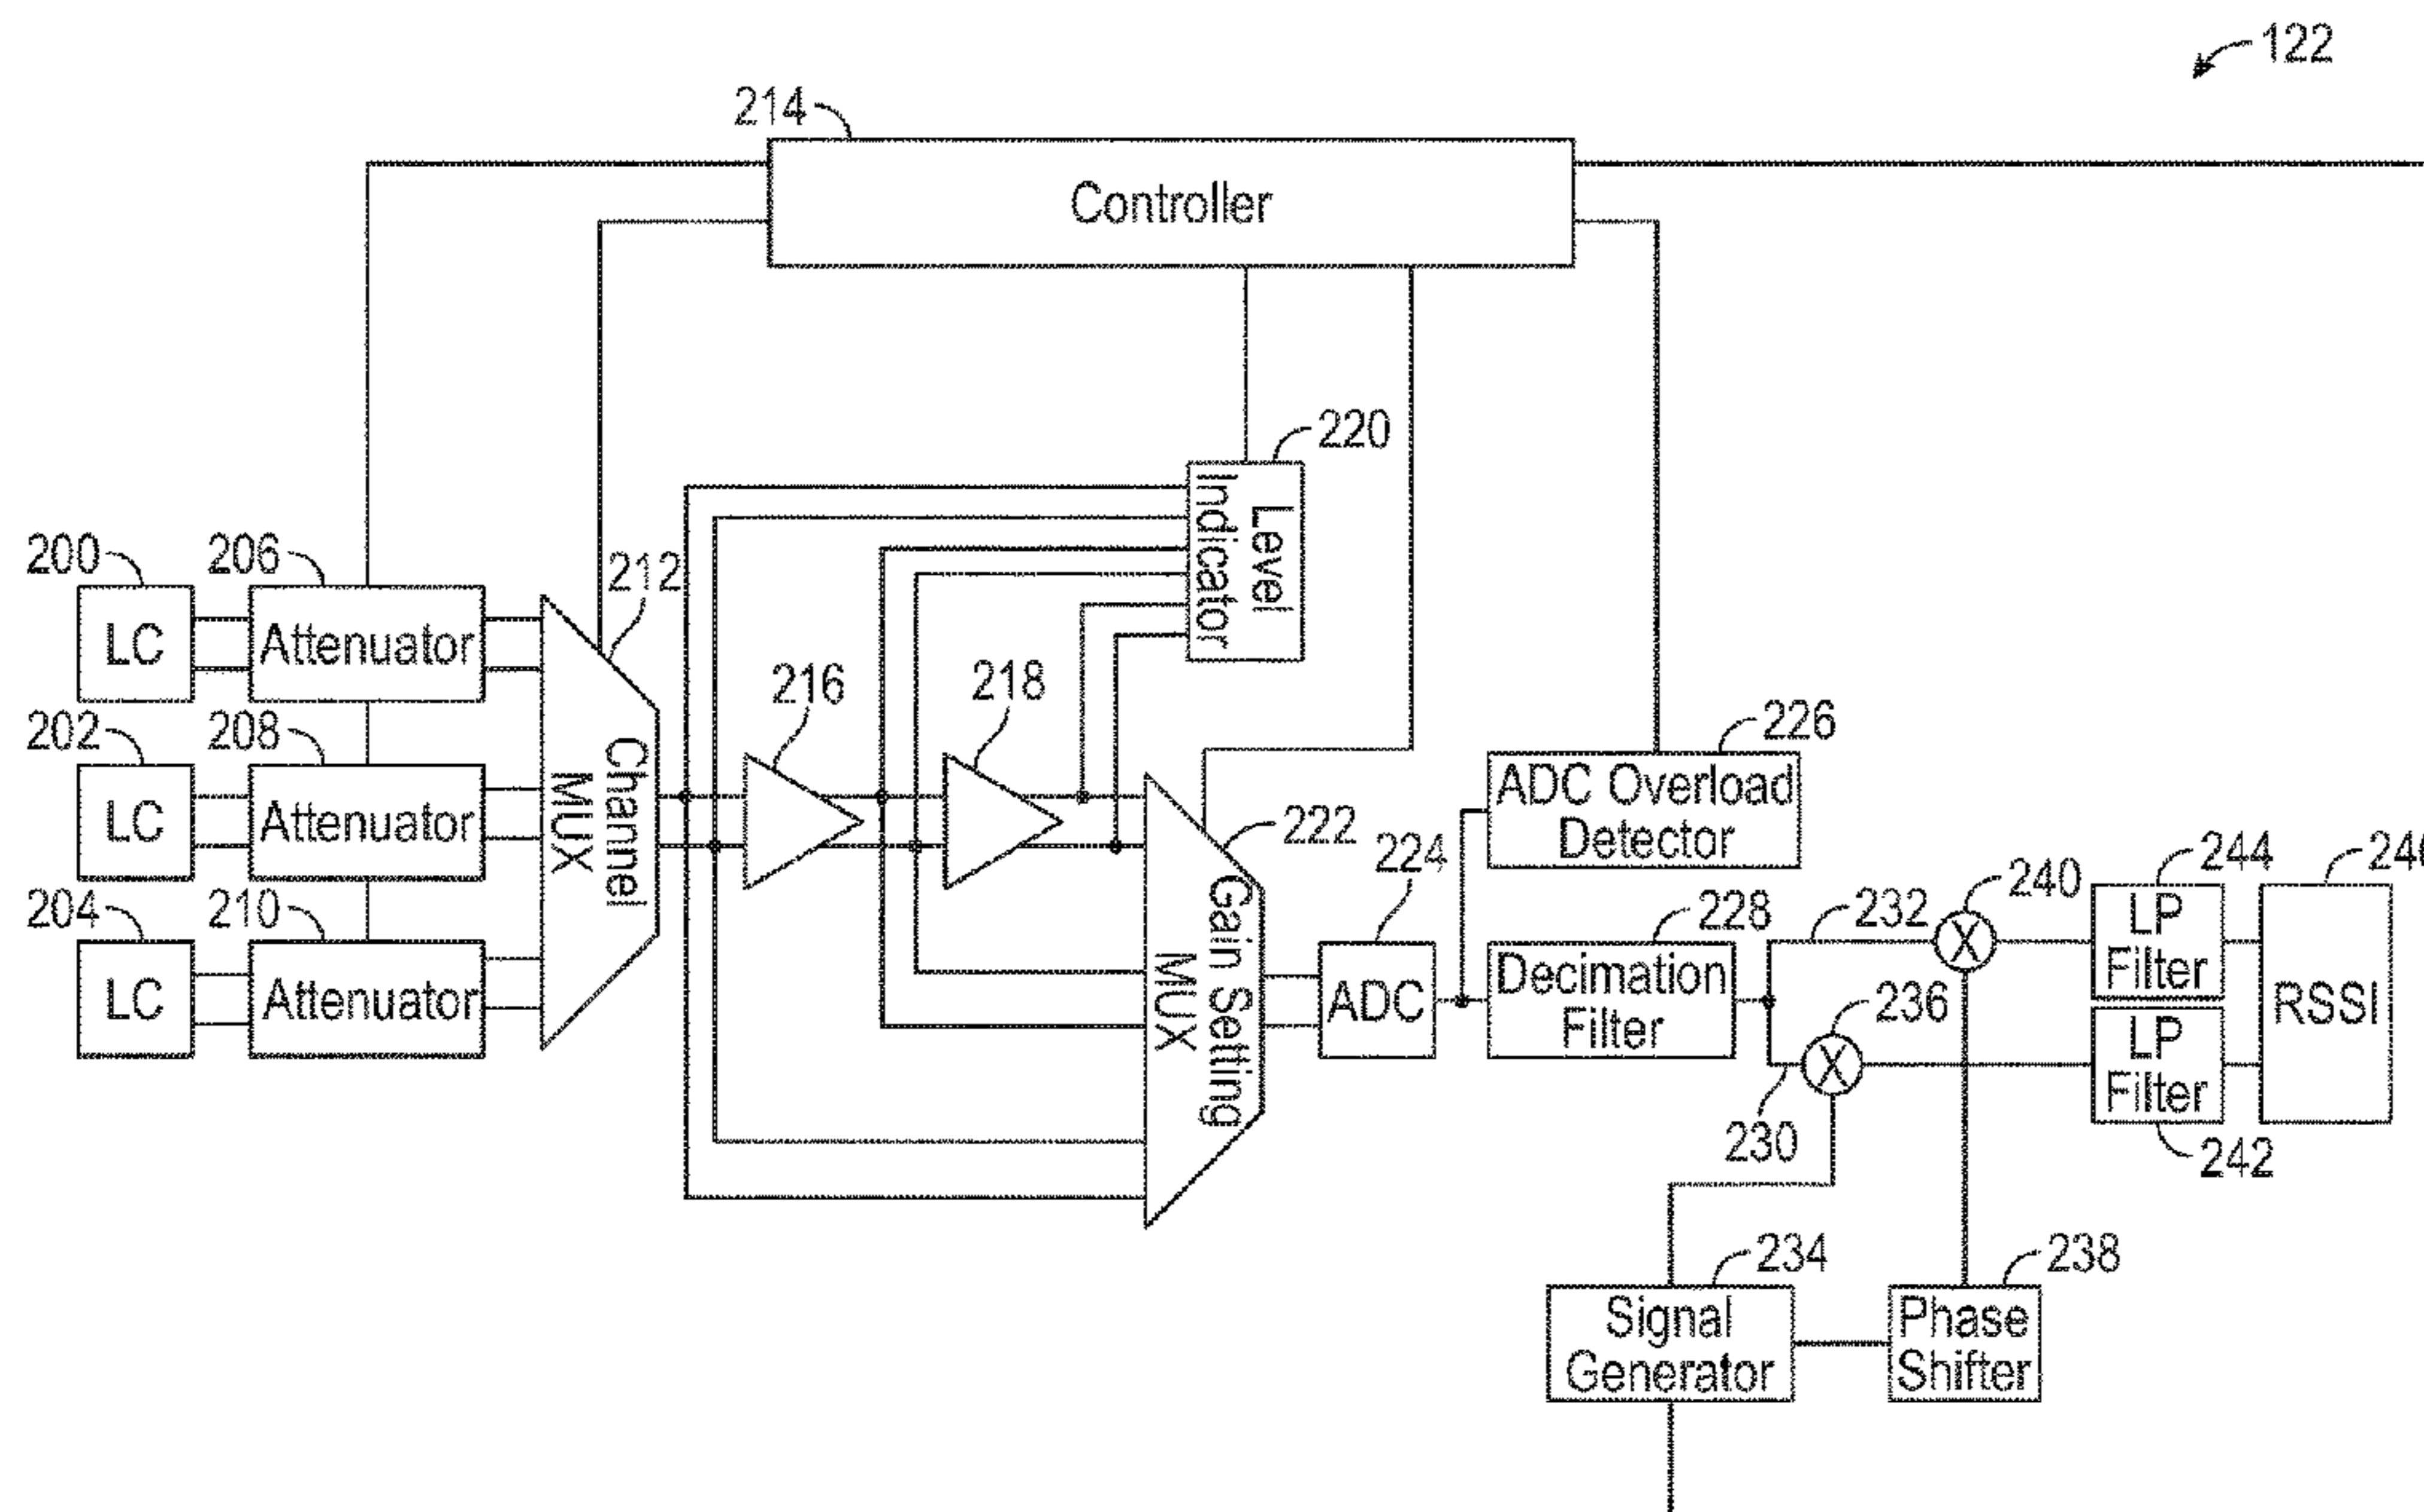 122
214
Controller
220
Level
Indicator
200
206
212
LC
Attenuator
216
218
226
202
208
Channel
MUX
ADC Overload
Detector
LC
Attenuator
222
224
240
244
204
210
228
232
LP
Filter
LC
Attenuator
Gain Setting
MUX
ADC
Decimation
Filter
236
RSSI
LP
Filter
230
242
234
238
Signal
Generator
Phase
Shifter